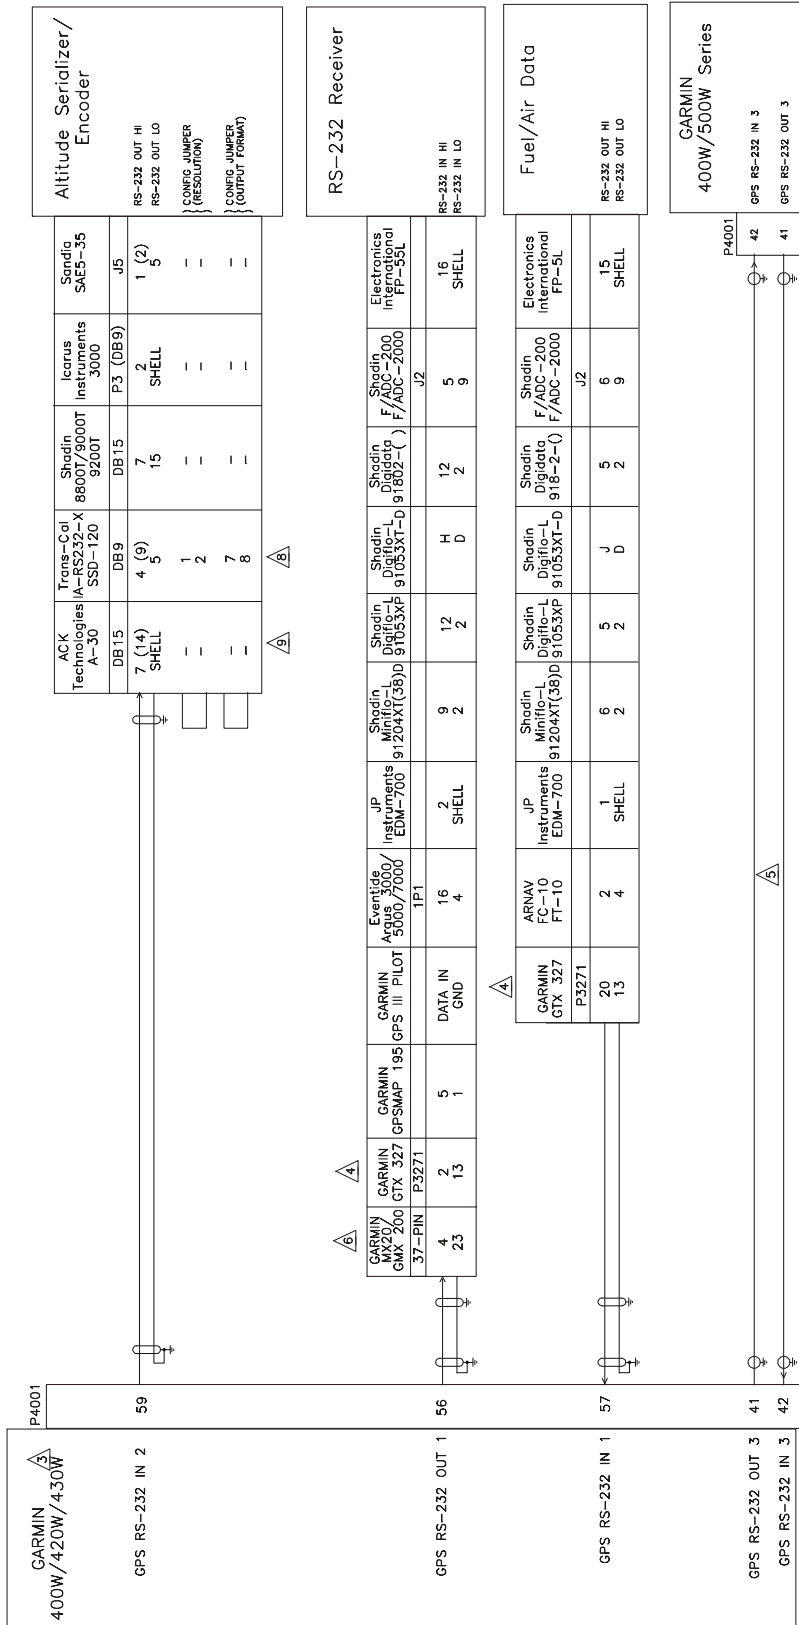 GARMIN
400W/420W/430W
3
P4001
GPS RS-232 IN 2
59
GPS RS-232 OUT 1
56
GPS RS-232 IN 1
57
GPS RS-232 OUT 3
41
GPS RS-232 IN 3
42
ACK
Technologies
A-30
DB15
7 (14)
SHELL
-
-
-
-
9
Trans-Cal
IA-RS232-X
SSD-120
DB9
4 (9)
5
1
2
7
8
8
Shadin
8800T/9000T
9200T
DB15
7
15
-
-
-
-
Icarus
Instruments
3000
P3 (DB9)
2
SHELL
-
-
-
-
Sandia
SAE5-35
J5
1 (2)
5
-
-
-
-
Altitude Serializer/
Encoder
RS-232 OUT HI
RS-232 OUT LO
CONFIG JUMPER
(RESOLUTION)
CONFIG JUMPER
(OUTPUT FORMAT)
6
GARMIN
MX20/
GMX 200
37-PIN
4
23
4
GARMIN
GTX 327
P3271
2
13
GARMIN
GPSMAP 195
5
1
GARMIN
GPS III PILOT
DATA IN
GND
Eventide
Argus 3000/
5000/7000
1P1
16
4
JP
Instruments
EDM-700
2
SHELL
Shadin
Miniflo-L
91204XT(38)D
9
2
Shadin
Digiflo-L
91053XP
12
2
Shadin
Digiflo-L
91053XT-D
H
D
Shadin
Digidata
91802-( )
12
2
Shadin
F/ADC-200
F/ADC-2000
J2
5
9
Electronics
International
FP-55L
16
SHELL
RS-232 Receiver
RS-232 IN HI
RS-232 IN LO
4
GARMIN
GTX 327
P3271
20
13
ARNAV
FC-10
FT-10
2
4
JP
Instruments
EDM-700
1
SHELL
Shadin
Miniflo-L
91204XT(38)D
6
2
Shadin
Digiflo-L
91053XP
5
2
Shadin
Digiflo-L
91053XT-D
J
D
Shadin
Digidata
918-2-()
5
2
Shadin
F/ADC-200
F/ADC-2000
J2
6
9
Electronics
International
FP-5L
15
SHELL
Fuel/Air Data
RS-232 OUT HI
RS-232 OUT LO
5
P4001
42
41
GARMIN
400W/500W Series
GPS RS-232 IN 3
GPS RS-232 OUT 3